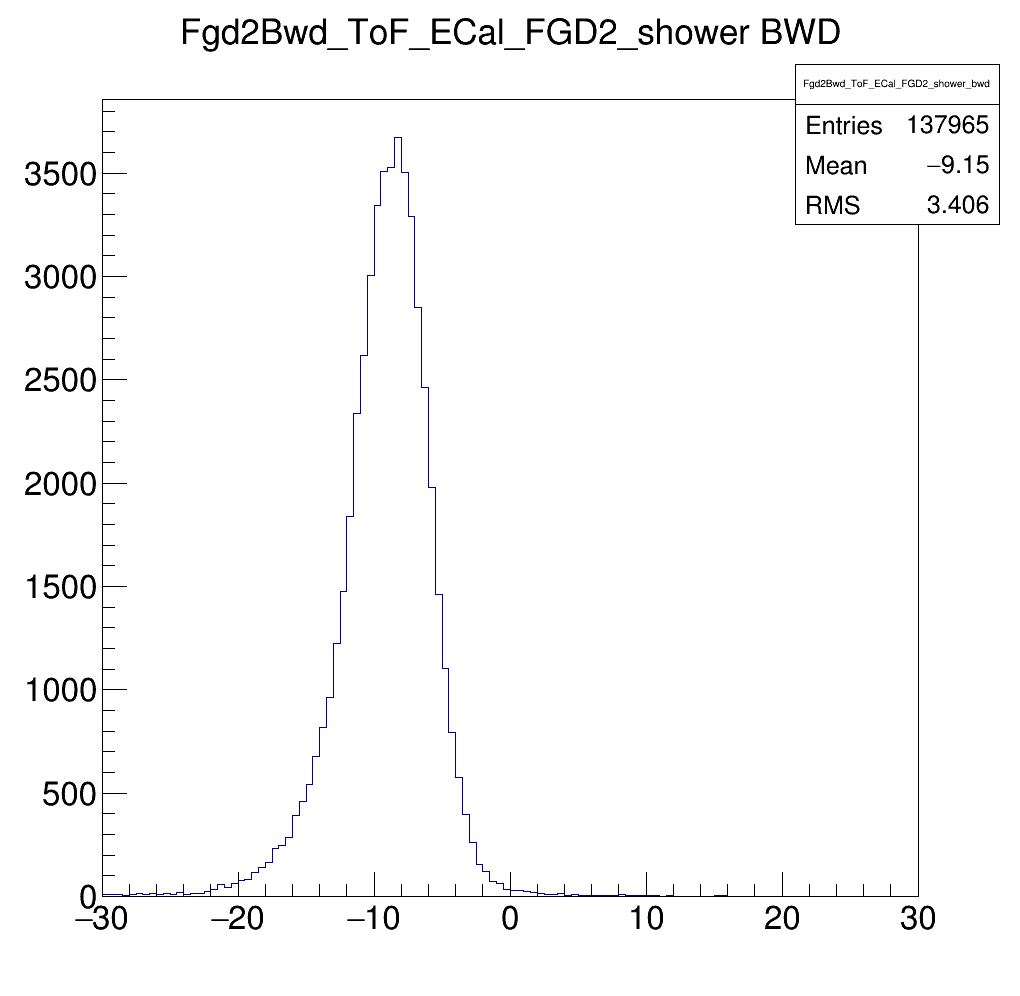 Fgd2Bwd_ToF_ECal_FGD2_shower BWD
Fgd2Bwd_ToF_ECal_FGD2_shower_bwd
Entries 137965
Mean −9.15
RMS 3.406
3500
3000
2500
2000
1500
1000
500
0
−30 −20 −10 0 10 20 30